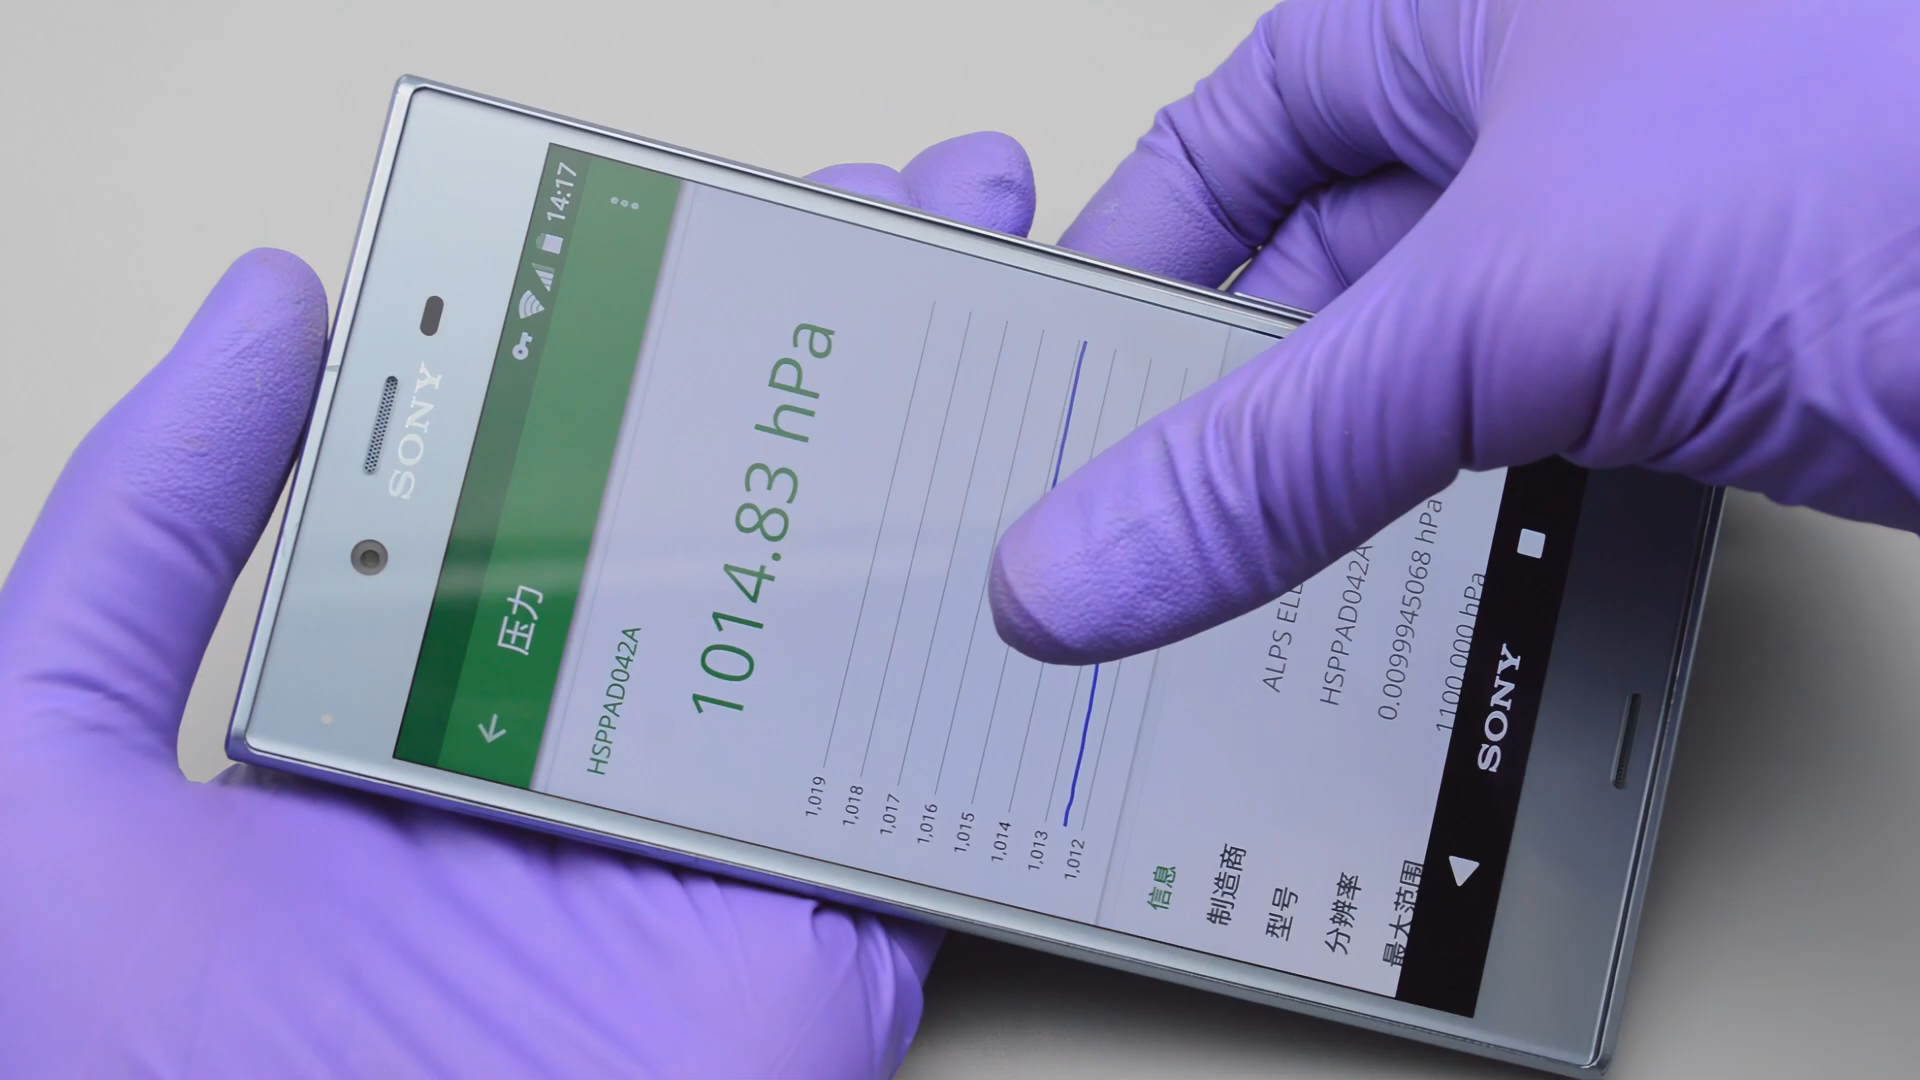 SONY
14:17
压力
HSPPAD042A
1014.83 hPa
1,019
1,018
1,017
1,016
1,015
1,014
1,013
1,012
信息
制造商 ALPS
型号 HSPPAD042A
分辨率 0.0099945068 hPa
最大范围 1100.0000 hPa
SONY